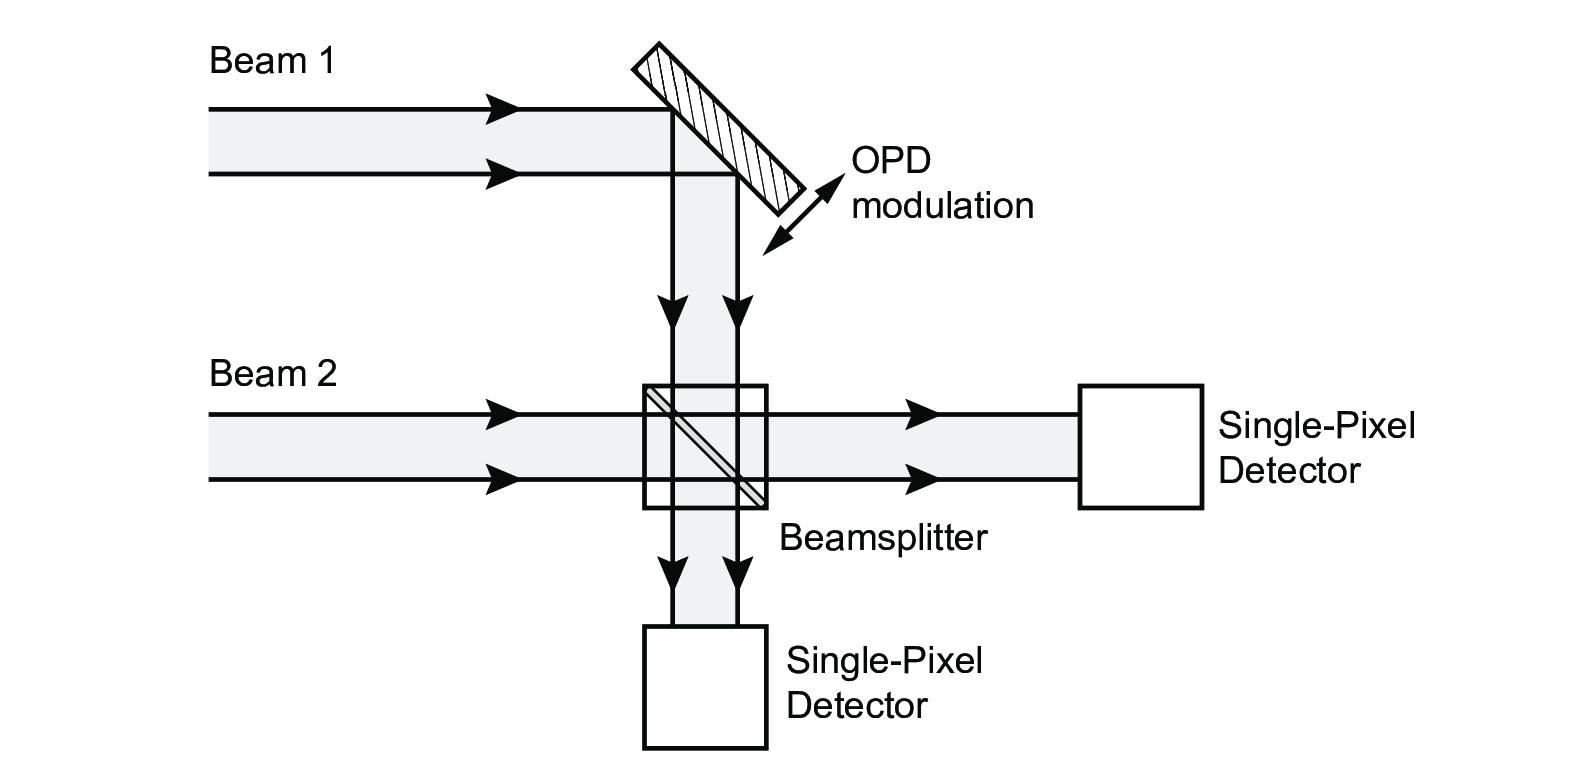 Beam 1
OPD
modulation
Beam 2
Single-Pixel
Detector
Beamsplitter
Single-Pixel
Detector